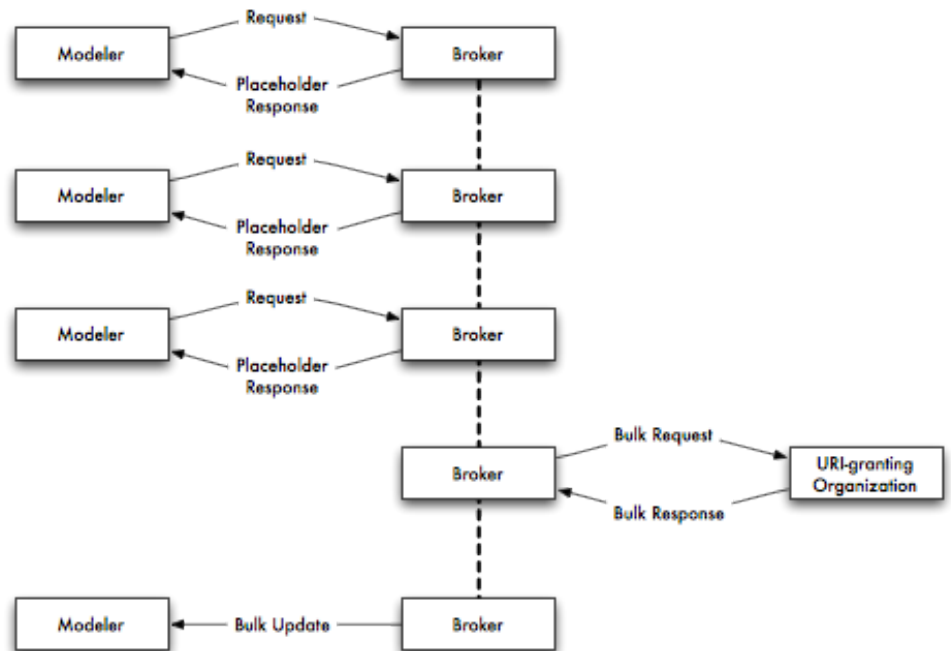 Request
Modeler
Broker
Placeholder
Response
Request
Modeler
Broker
Placeholder
Response
Request
Modeler
Broker
Placeholder
Response
Bulk Request
Broker
URI-granting
Organization
Bulk Response
Modeler
Bulk Update
Broker